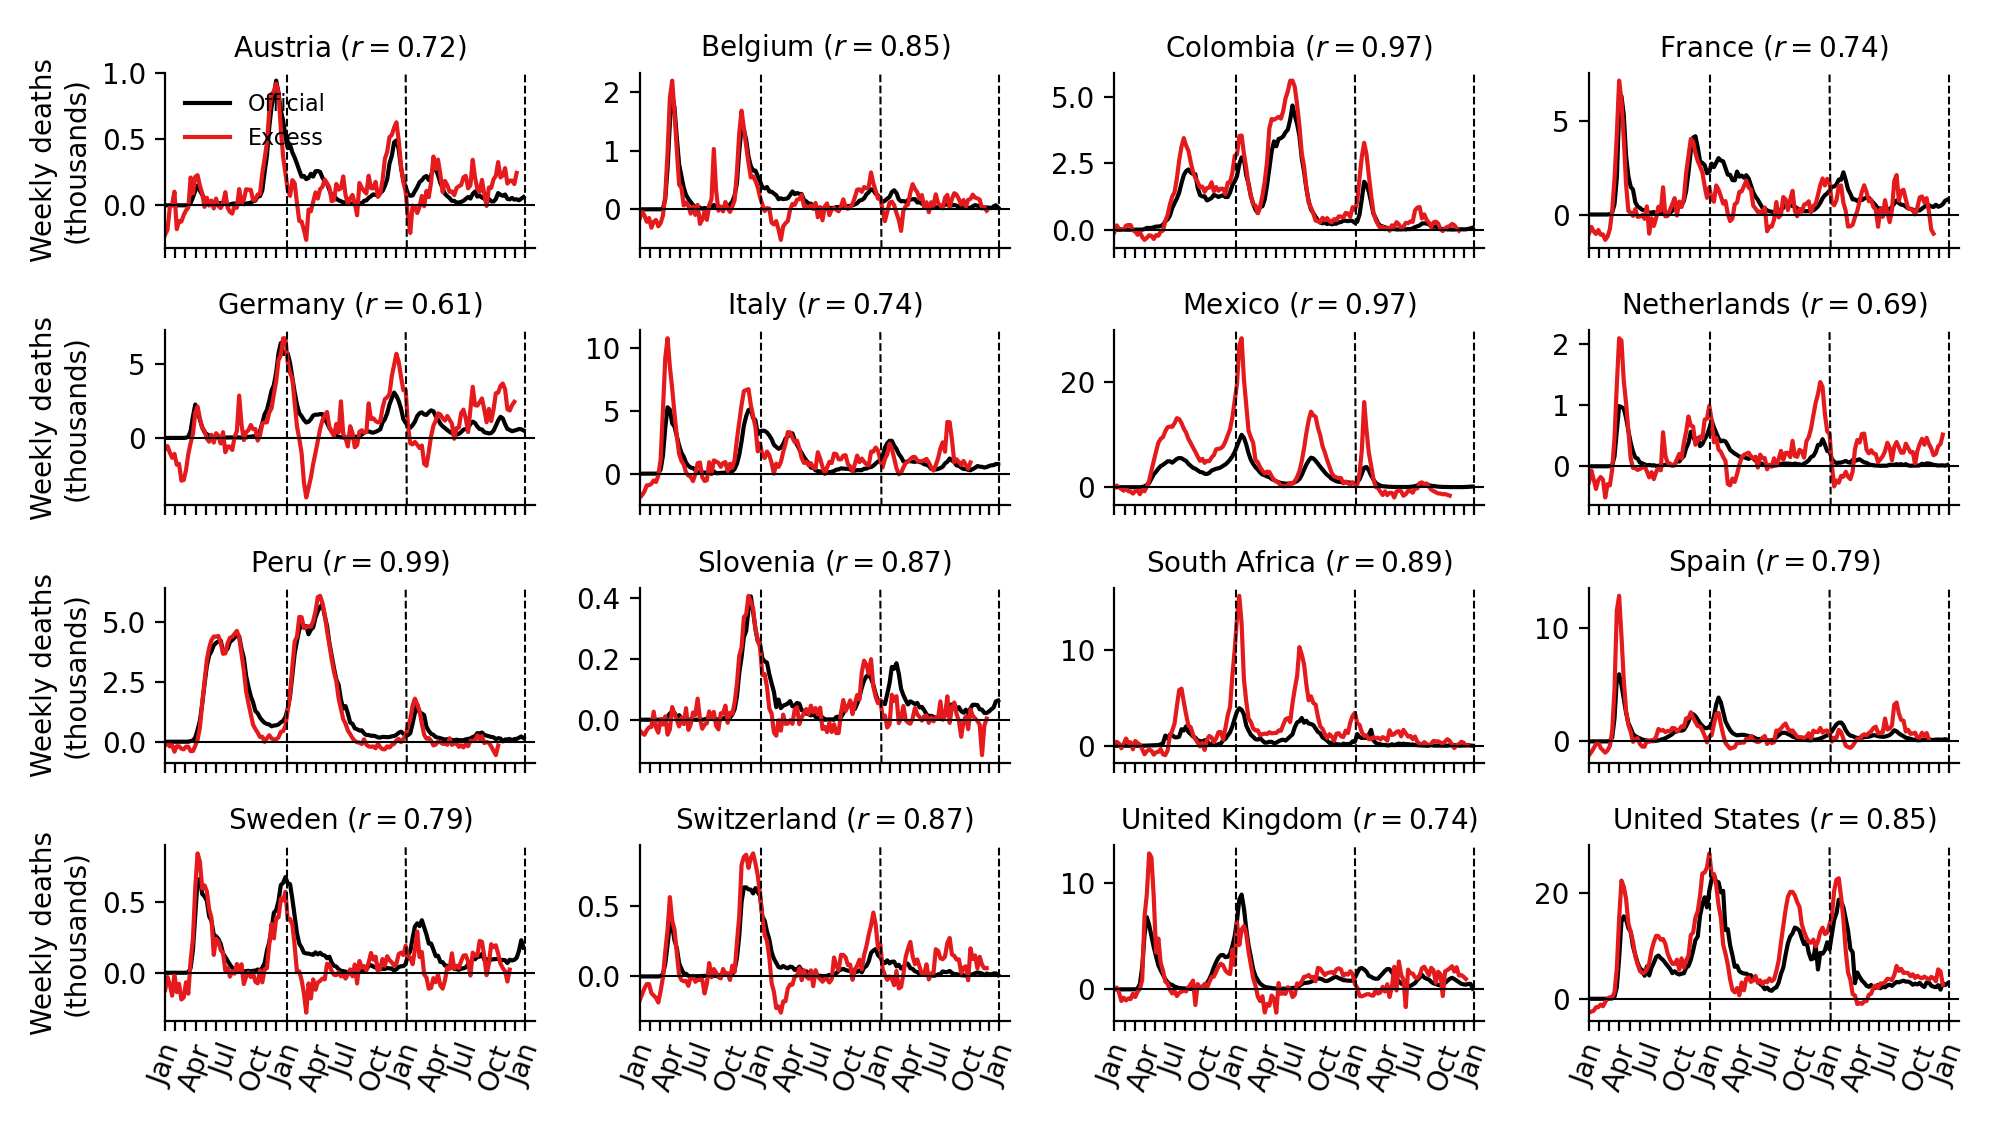 Austria (r = 0.72)
Belgium (r = 0.85)
Colombia (r = 0.97)
France (r = 0.74)
Weekly deaths
(thousands)
1.0
0.5
0.0
Official
Excess
2
1
0
5.0
2.5
0.0
5
0
Germany (r = 0.61)
Italy (r = 0.74)
Mexico (r = 0.97)
Netherlands (r = 0.69)
Weekly deaths
(thousands)
5
0
10
5
0
20
0
2
1
0
Peru (r = 0.99)
Slovenia (r = 0.87)
South Africa (r = 0.89)
Spain (r = 0.79)
Weekly deaths
(thousands)
5.0
2.5
0.0
0.4
0.2
0.0
10
0
10
0
Sweden (r = 0.79)
Switzerland (r = 0.87)
United Kingdom (r = 0.74)
United States (r = 0.85)
Weekly deaths
(thousands)
0.5
0.0
0.5
0.0
10
0
20
0
Jan Apr Jul Oct Jan Apr Jul Oct Jan Apr Jul Oct Jan
Jan Apr Jul Oct Jan Apr Jul Oct Jan Apr Jul Oct Jan
Jan Apr Jul Oct Jan Apr Jul Oct Jan Apr Jul Oct Jan
Jan Apr Jul Oct Jan Apr Jul Oct Jan Apr Jul Oct Jan